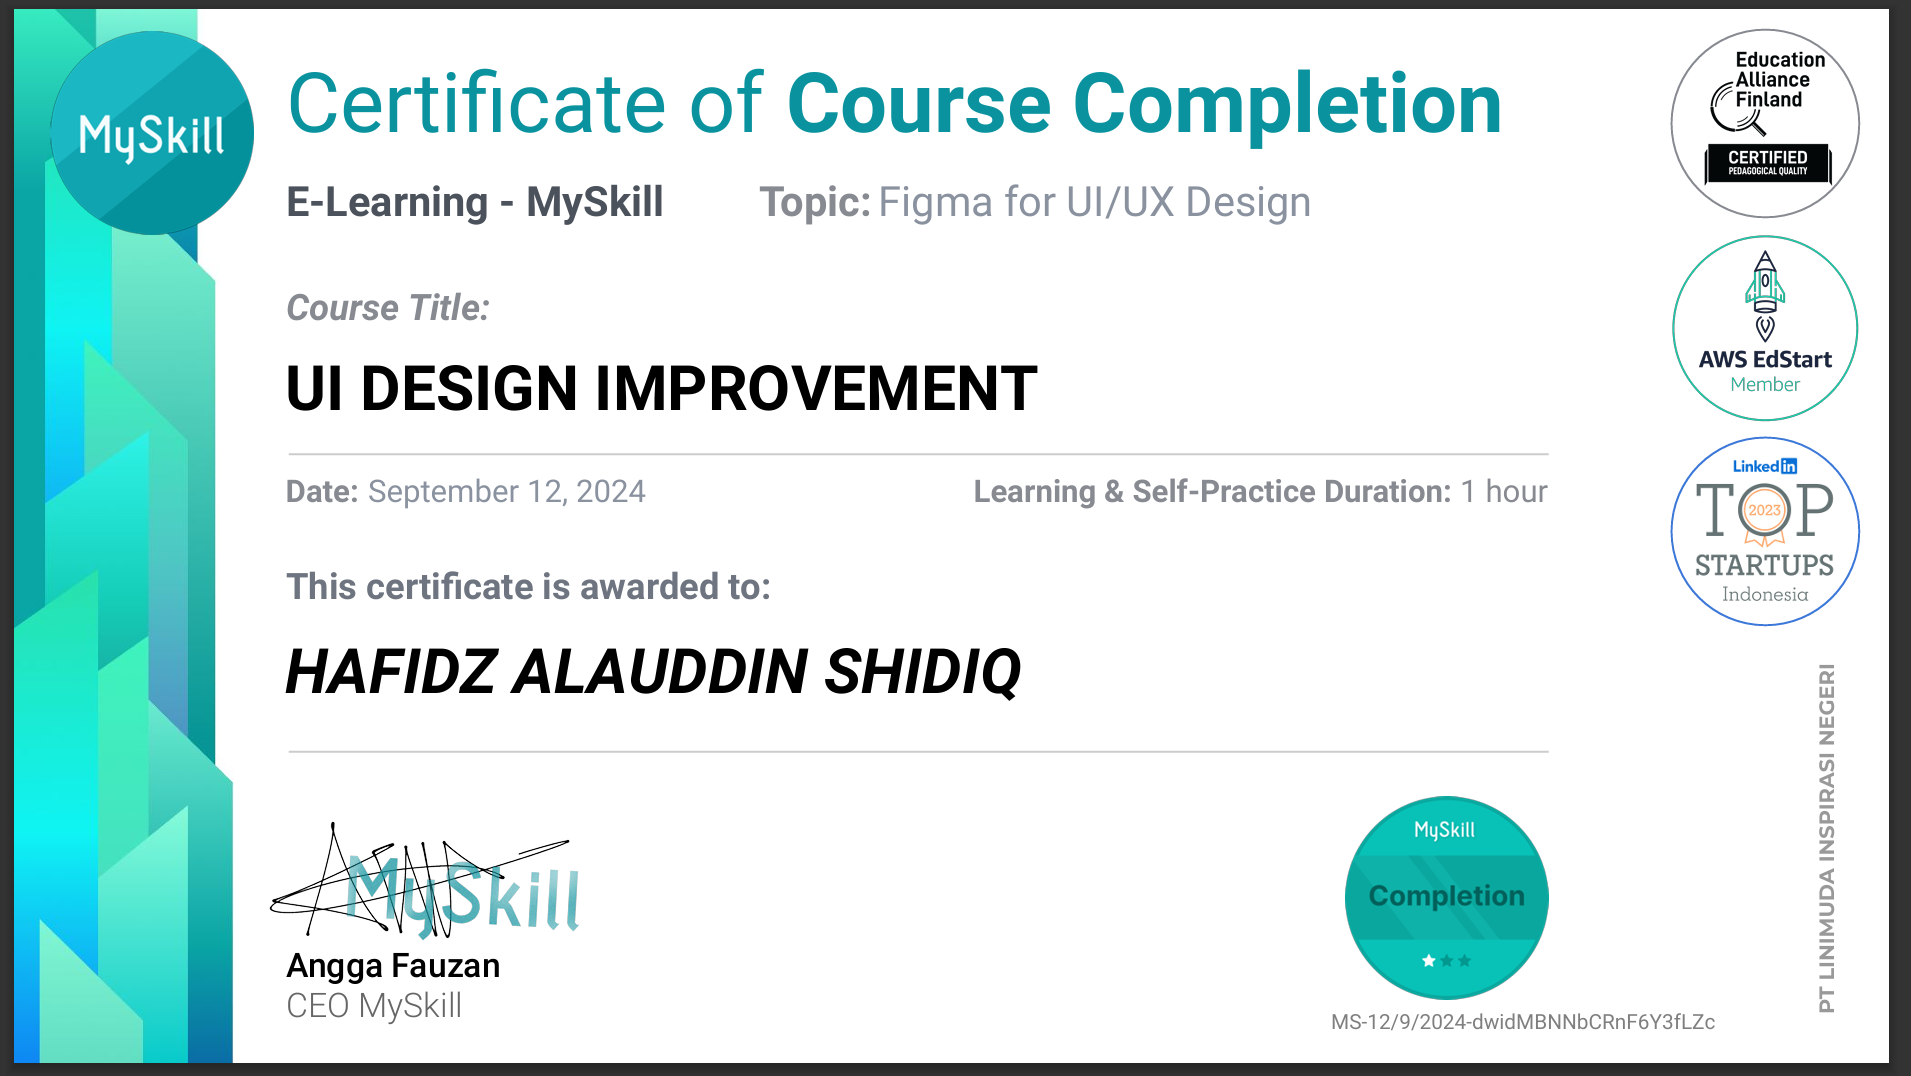 MySkill
Certificate of Course Completion
E-Learning - MySkill
Topic: Figma for UI/UX Design
Course Title:
UI DESIGN IMPROVEMENT
Date: September 12, 2024
Learning & Self-Practice Duration: 1 hour
This certificate is awarded to:
HAFIDZ ALAUDDIN SHIDIQ
MySkill
Angga Fauzan
CEO MySkill
MySkill
Completion
MS-12/9/2024-dwidMBNNbCRnF6Y3fLZc
Education
Alliance
Finland
CERTIFIED
PEDAGOGICAL QUALITY
AWS EdStart
Member
LinkedIn
TOP
2023
STARTUPS
Indonesia
PT LINIMUDA INSPIRASI NEGERI